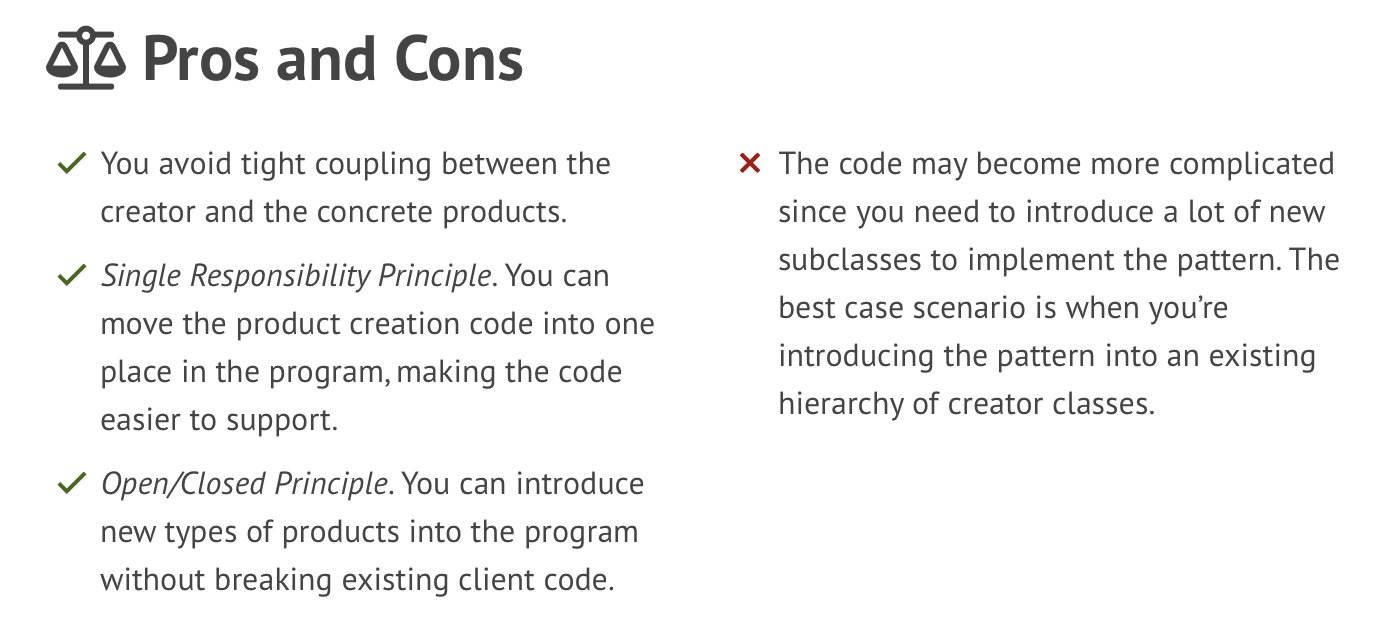 Pros and Cons
You avoid tight coupling between the
creator and the concrete products.
Single Responsibility Principle. You can
move the product creation code into one
place in the program, making the code
easier to support.
Open/Closed Principle. You can introduce
new types of products into the program
without breaking existing client code.
The code may become more complicated
since you need to introduce a lot of new
subclasses to implement the pattern. The
best case scenario is when you’re
introducing the pattern into an existing
hierarchy of creator classes.